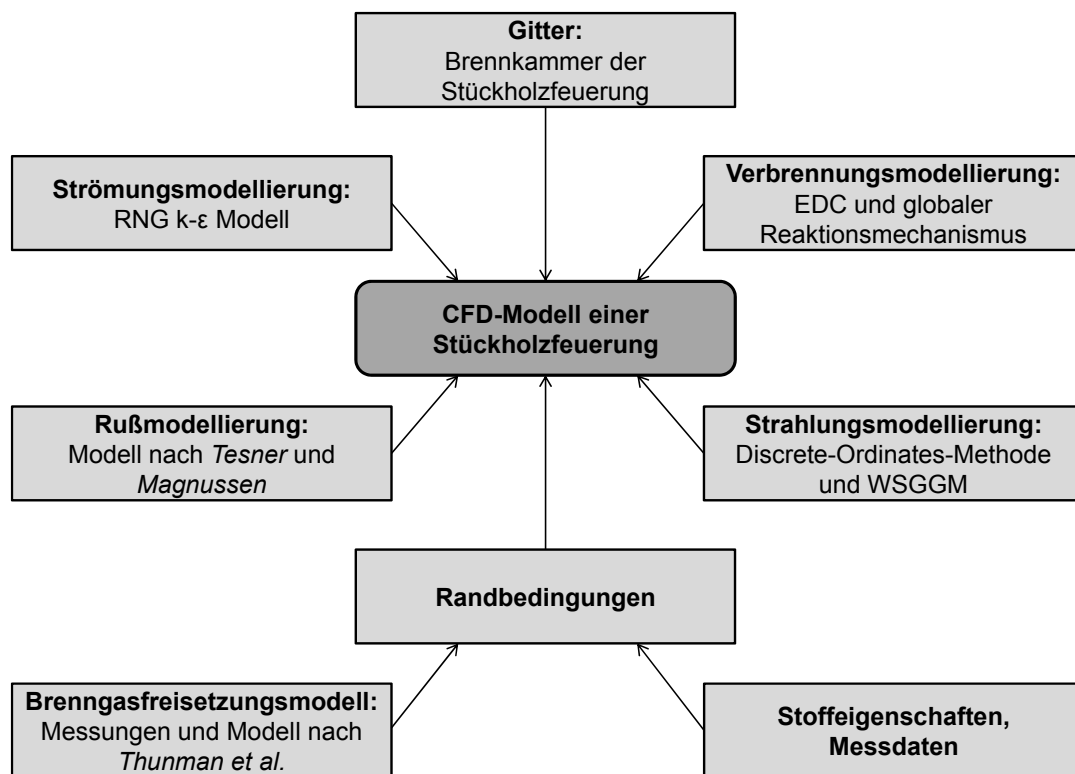 Gitter:
Brennkammer der
Stückholzfeuerung
Strömungsmodellierung:
RNG k-ε Modell
Verbrennungsmodellierung:
EDC und globaler
Reaktionsmechanismus
CFD-Modell einer
Stückholzfeuerung
Rußmodellierung:
Modell nach Tesner und
Magnussen
Strahlungsmodellierung:
Discrete-Ordinates-Methode
und WSGGM
Randbedingungen
Brenngasfreisetzungsmodell:
Messungen und Modell nach
Thunman et al.
Stoffeigenschaften,
Messdaten